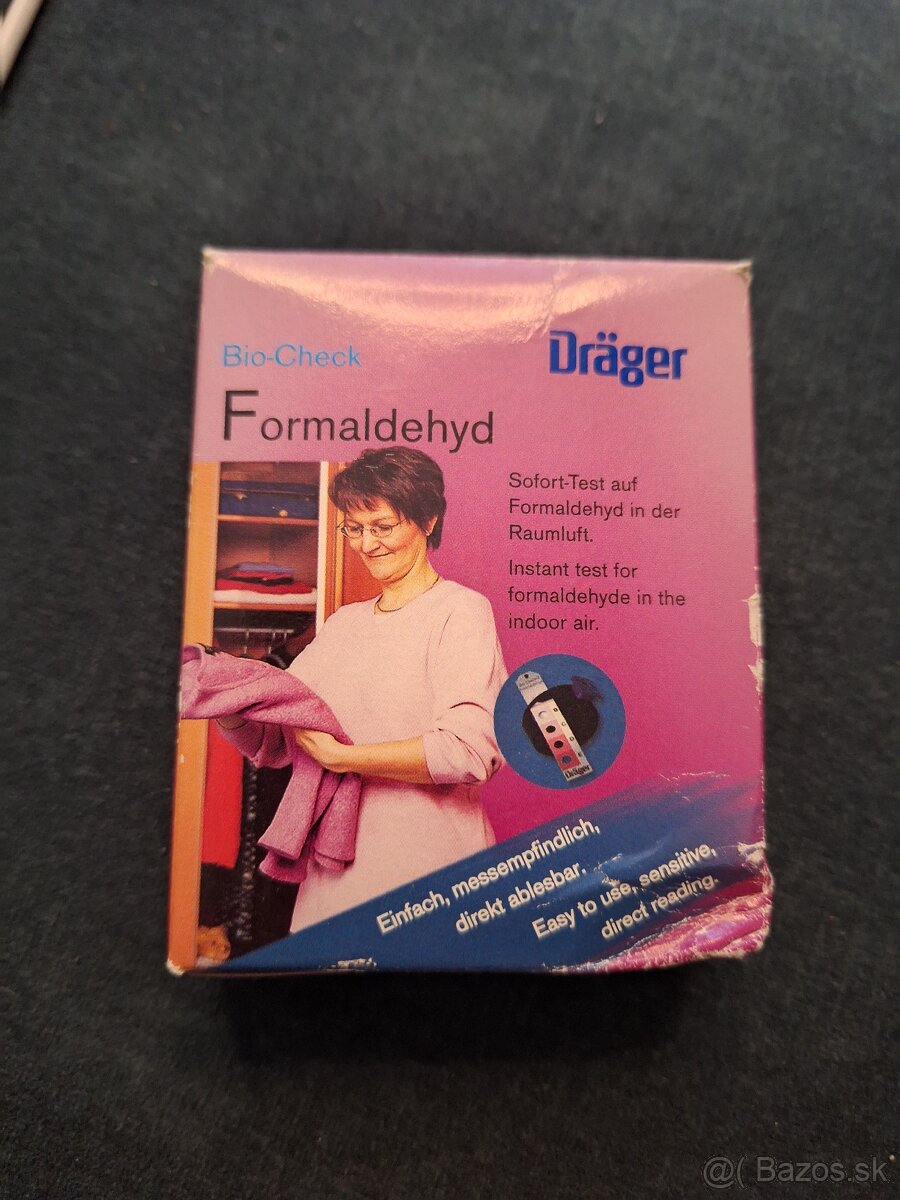 Bio-Check
Dräger
Formaldehyd
Sofort-Test auf
Formaldehyd in der
Raumluft.
Instant test for
formaldehyde in the
indoor air.
Dräger
Einfach, messempfindlich,
direkt ablesbar.
Easy to use, sensitive,
direct reading.
@( Bazos.sk